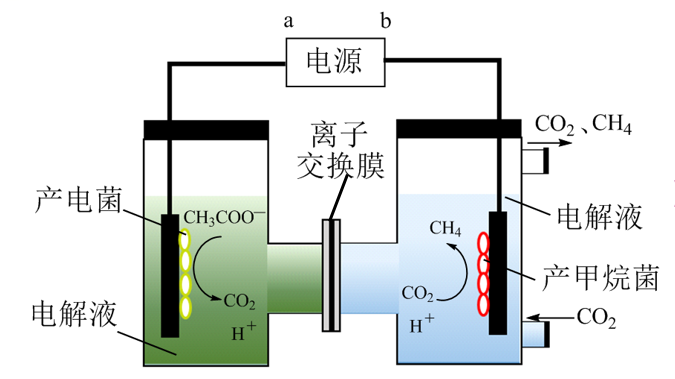 a
b
电源
离子
交换膜
CO₂、CH₄
产电菌
CH₃COO⁻
CH₄
电解液
CO₂
H⁺
CO₂
H⁺
产甲烷菌
电解液
CO₂